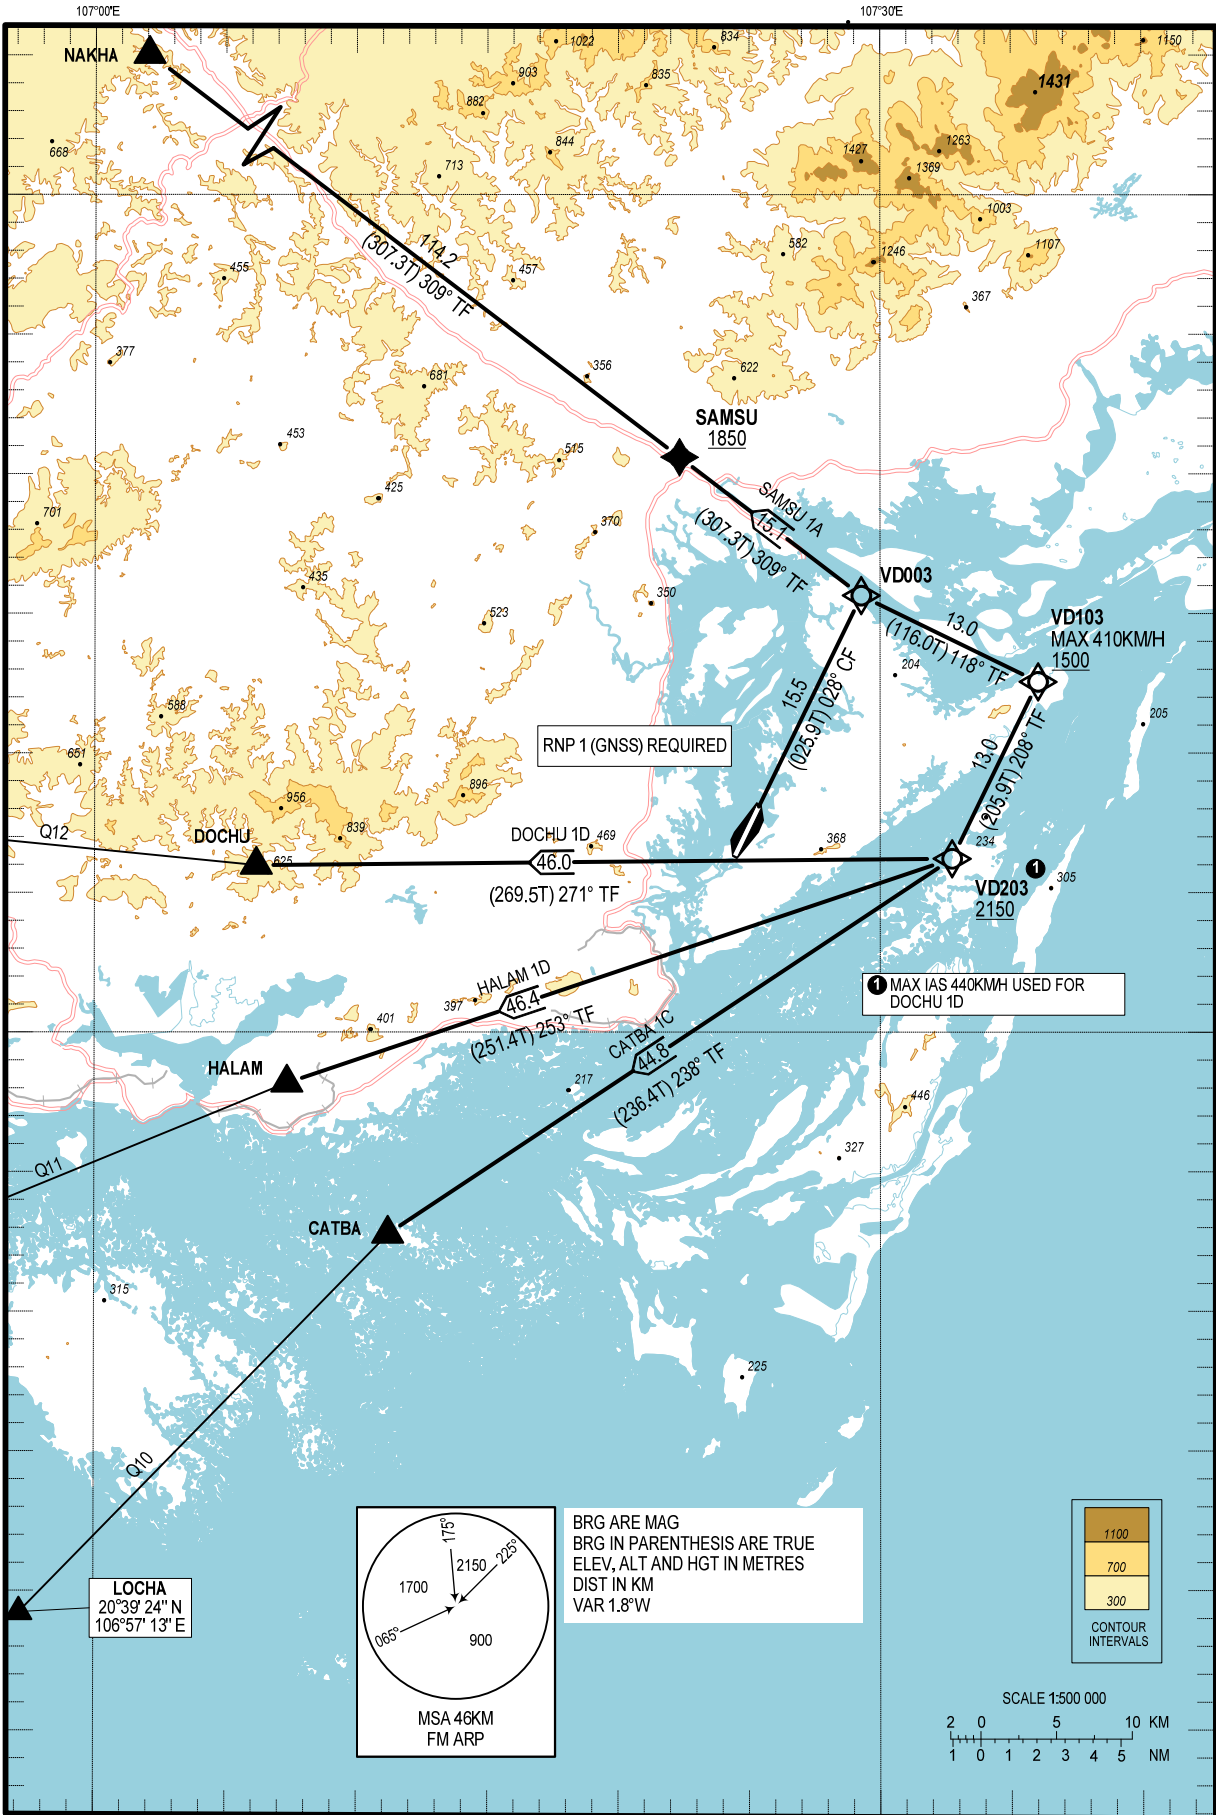 107°00'E
107°30'E
NAKHA
1022
834
1150
903
835
1431
882
668
844
1427
1263
713
1369
1003
114.2
(307.3T) 309° TF
582
1246
1107
455
457
367
377
356
622
681
SAMSU
1850
453
515
425
701
SAMSU 1A
15.1
(307.3T) 309° TF
370
VD003
435
350
523
13.0
(116.0T) 118° TF
VD103
MAX 410KM/H
1500
204
15.5
(025.9T) 028° CF
588
205
RNP 1 (GNSS) REQUIRED
651
13.0
(205.9T) 208° TF
896
956
839
Q12
DOCHU
DOCHU 1D
469
368
234
625
46.0
(269.5T) 271° TF
1
305
VD203
2150
HALAM 1D
1 MAX IAS 440KM/H USED FOR
DOCHU 1D
397
46.4
(251.4T) 253° TF
401
CATBA 1C
44.8
(236.4T) 238° TF
HALAM
217
446
Q11
327
CATBA
315
225
Q10
175°
225°
2150
1700
065°
900
MSA 46KM
FM ARP
BRG ARE MAG
BRG IN PARENTHESIS ARE TRUE
ELEV, ALT AND HGT IN METRES
DIST IN KM
VAR 1.8°W
1100
700
300
CONTOUR
INTERVALS
LOCHA
20°39' 24" N
106°57' 13" E
SCALE 1:500 000
2 0 5 10 KM
1 0 1 2 3 4 5 NM